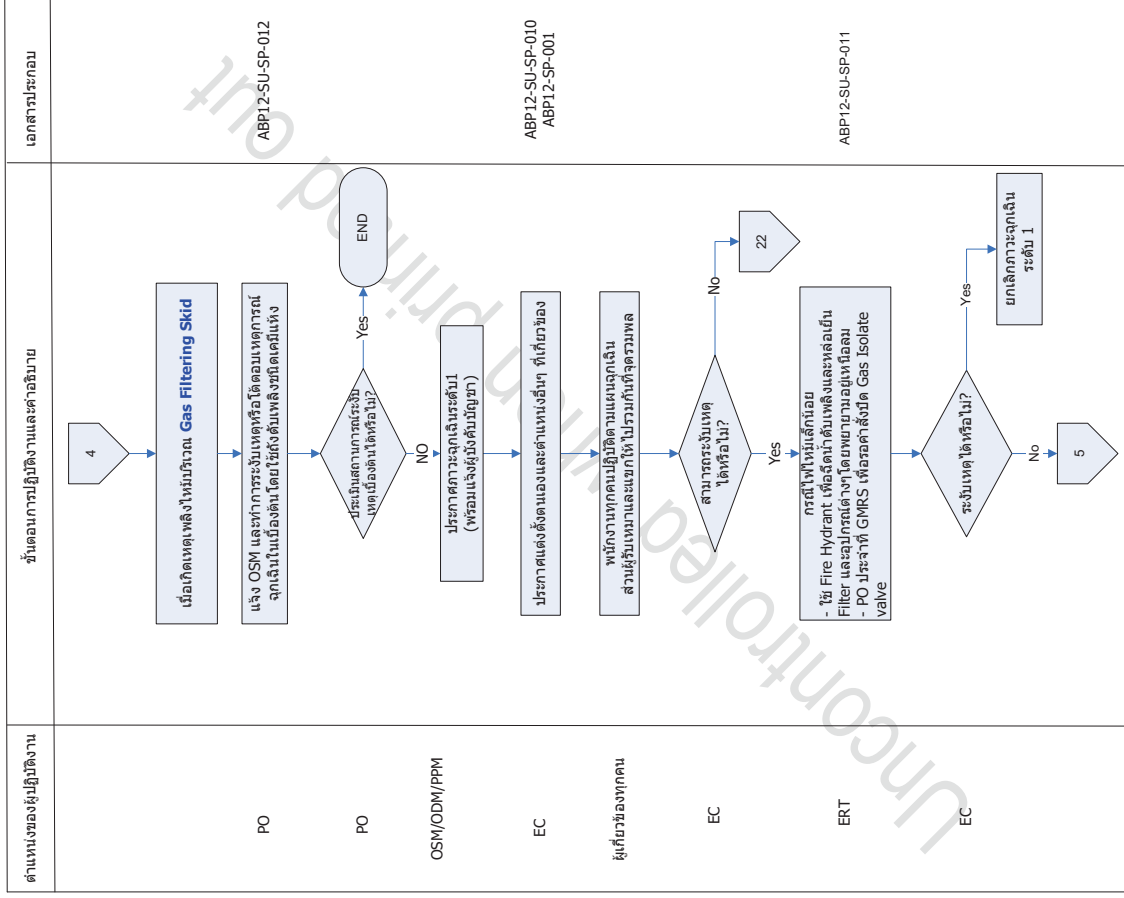 ตำแหน่งของผู้ปฏิบัติงาน
ขั้นตอนการปฏิบัติงานและคำอธิบาย
เอกสารประกอบ
4
เมื่อเกิดเหตุเพลิงไหม้บริเวณ Gas Filtering Skid
PO
แจ้ง OSM และทำการระงับเหตุหรือโต้ตอบเหตุการณ์
ฉุกเฉินในเบื้องต้นโดยใช้ถังดับเพลิงชนิดเคมีแห้ง
ABP12-SU-SP-012
PO
ประเมินสถานการณ์ระงับ
เหตุเบื้องต้นได้หรือไม่?
Yes
END
NO
OSM/ODM/PPM
ประกาศภาวะฉุกเฉินระดับ1
(พร้อมแจ้งผู้บังคับบัญชา)
EC
ประกาศแต่งตั้งตนเองและตำแหน่งอื่นๆ ที่เกี่ยวข้อง
ABP12-SU-SP-010
ABP12-SP-001
ผู้เกี่ยวข้องทุกคน
พนักงานทุกคนปฏิบัติตามแผนฉุกเฉิน
ส่วนผู้รับเหมาและแขกให้ไปรวมกันที่จุดรวมพล
EC
สามารถระงับเหตุ
ได้หรือไม่?
No
22
Yes
ERT
กรณีไฟไหม้เล็กน้อย
- ใช้ Fire Hydrant เพื่อฉีดน้ำดับเพลิงและหล่อเย็น
Filter และอุปกรณ์ต่างๆโดยพยายามอยู่เหนือลม
- PO ประจำที่ GMRS เพื่อรอคำสั่งปิด Gas Isolate
valve
ABP12-SU-SP-011
EC
ระงับเหตุได้หรือไม่?
Yes
ยกเลิกภาวะฉุกเฉิน
ระดับ 1
No
5
Uncontrolled when print out